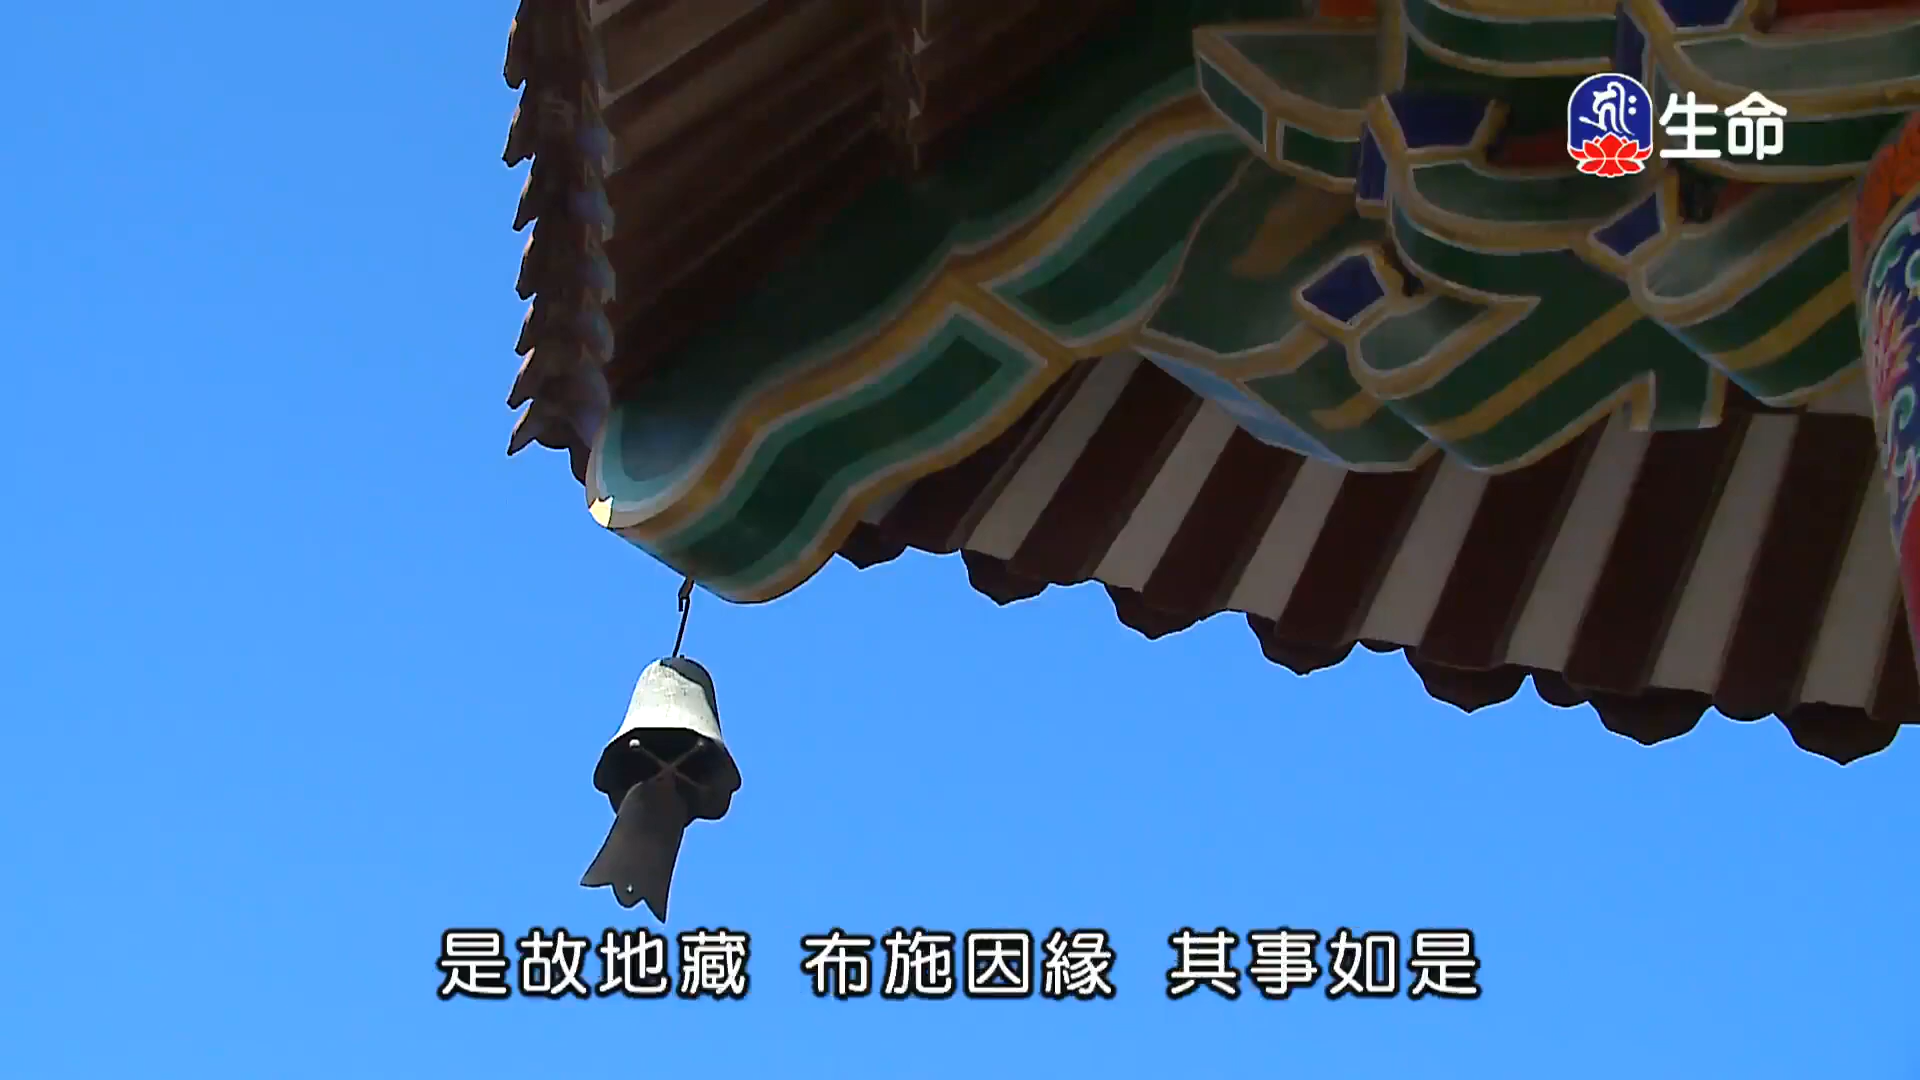 生命
是故地藏 布施因緣 其事如是